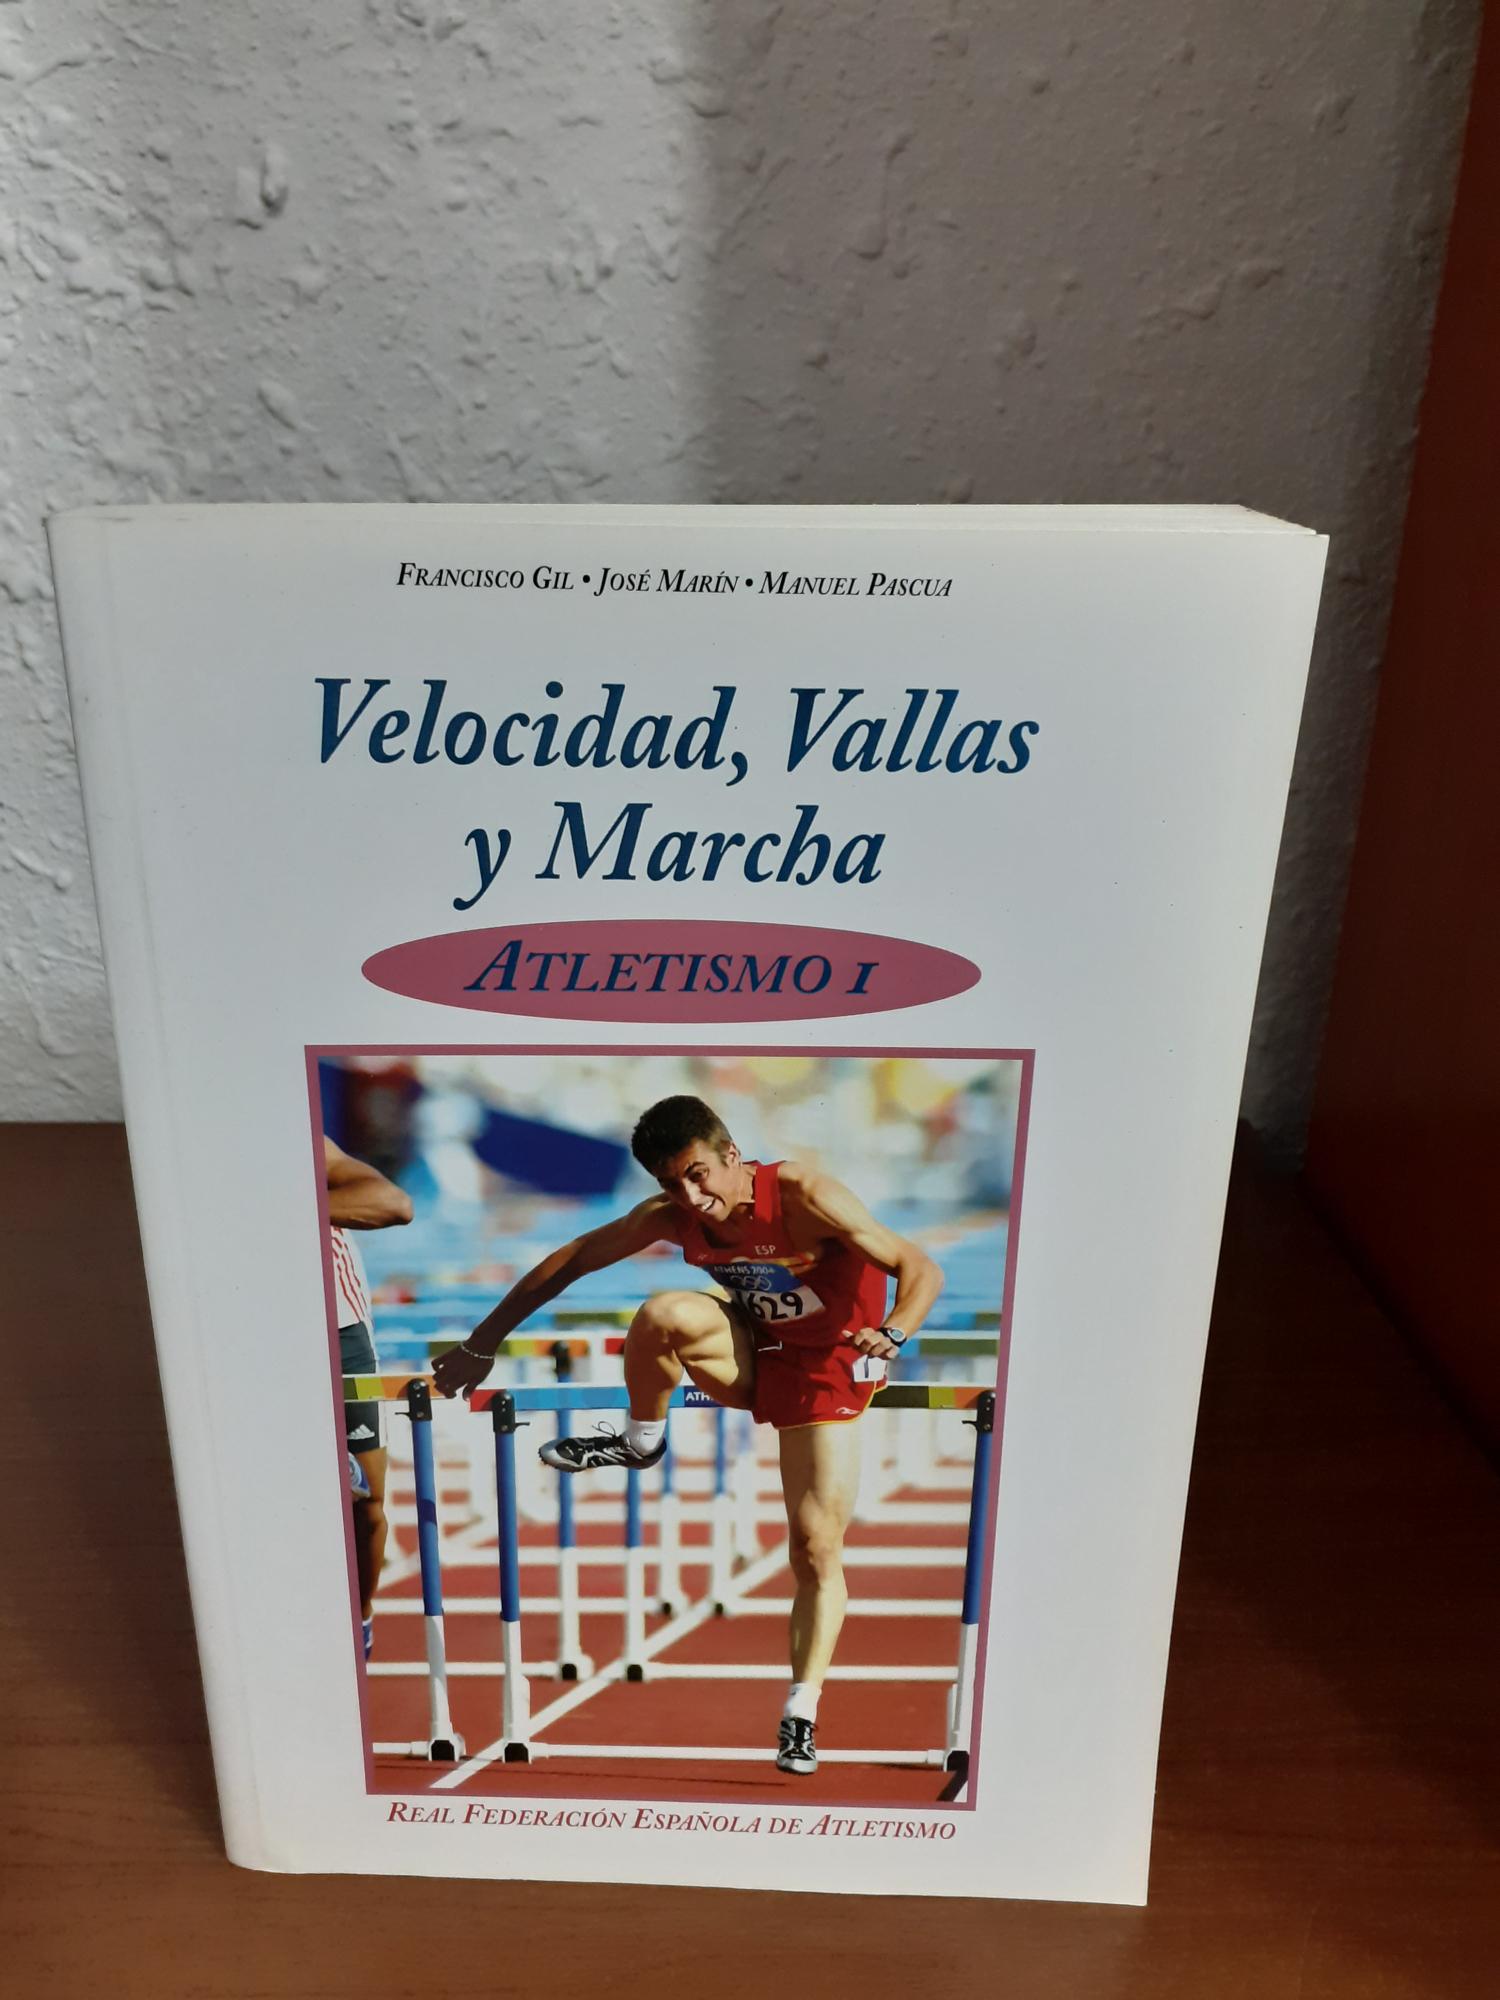 FRANCISCO GIL • JOSÉ MARÍN • MANUEL PASCUA
Velocidad, Vallas
y Marcha
ATLETISMO I
ESP
ATHENS 2004
1629
ATH
REAL FEDERACIÓN ESPAÑOLA DE ATLETISMO